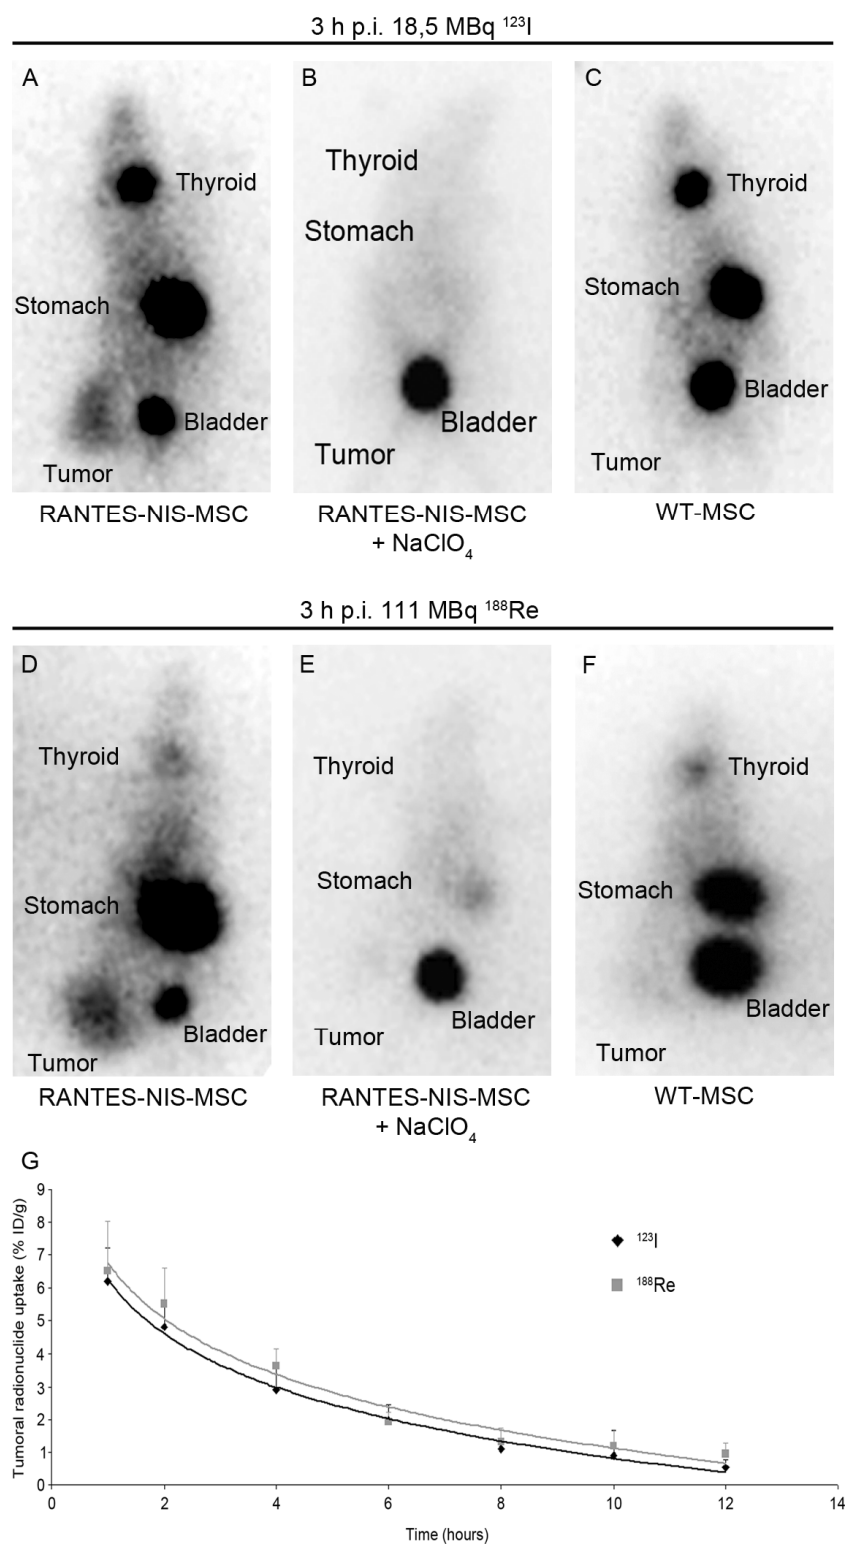 3 h p.i. 18,5 MBq ¹²³I
A
B
C
Thyroid
Thyroid
Thyroid
Stomach
Stomach
Stomach
Bladder
Bladder
Bladder
Tumor
Tumor
Tumor
RANTES-NIS-MSC
RANTES-NIS-MSC
+ NaClO₄
WT-MSC
3 h p.i. 111 MBq ¹⁸⁸Re
D
E
F
Thyroid
Thyroid
Thyroid
Stomach
Stomach
Stomach
Bladder
Bladder
Bladder
Tumor
Tumor
Tumor
RANTES-NIS-MSC
RANTES-NIS-MSC
+ NaClO₄
WT-MSC
G
Tumoral radionuclide uptake (% ID/g)
9
8
7
6
5
4
3
2
1
0
¹²³I
¹⁸⁸Re
0 2 4 6 8 10 12 14
Time (hours)